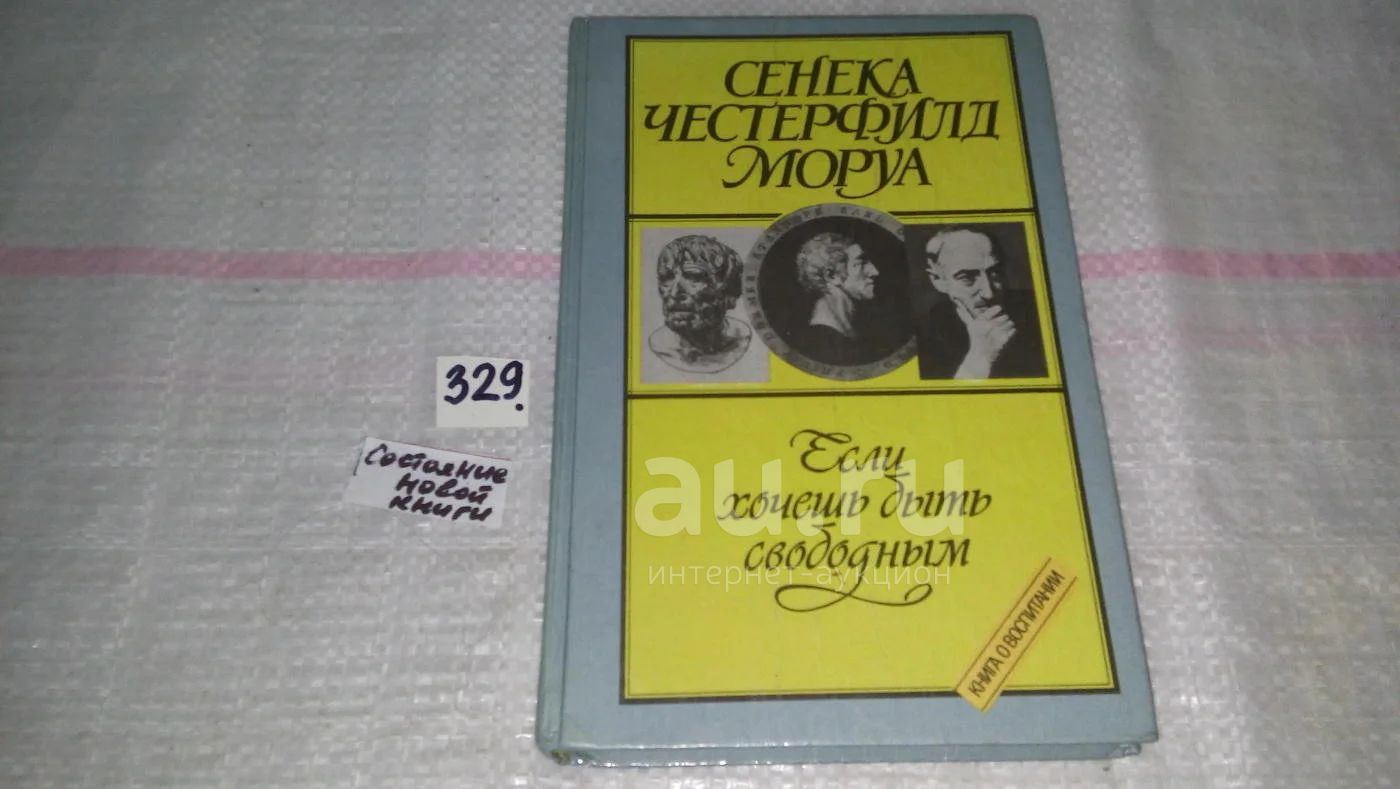 СЕНЕКА
ЧЕСТЕРФИЛД
МОРУА
329.
Состояние
новой
книги
Если
хочешь быть
свободным
au.ru
интернет-аукцион
КНИГА О ВОСПИТАНИИ